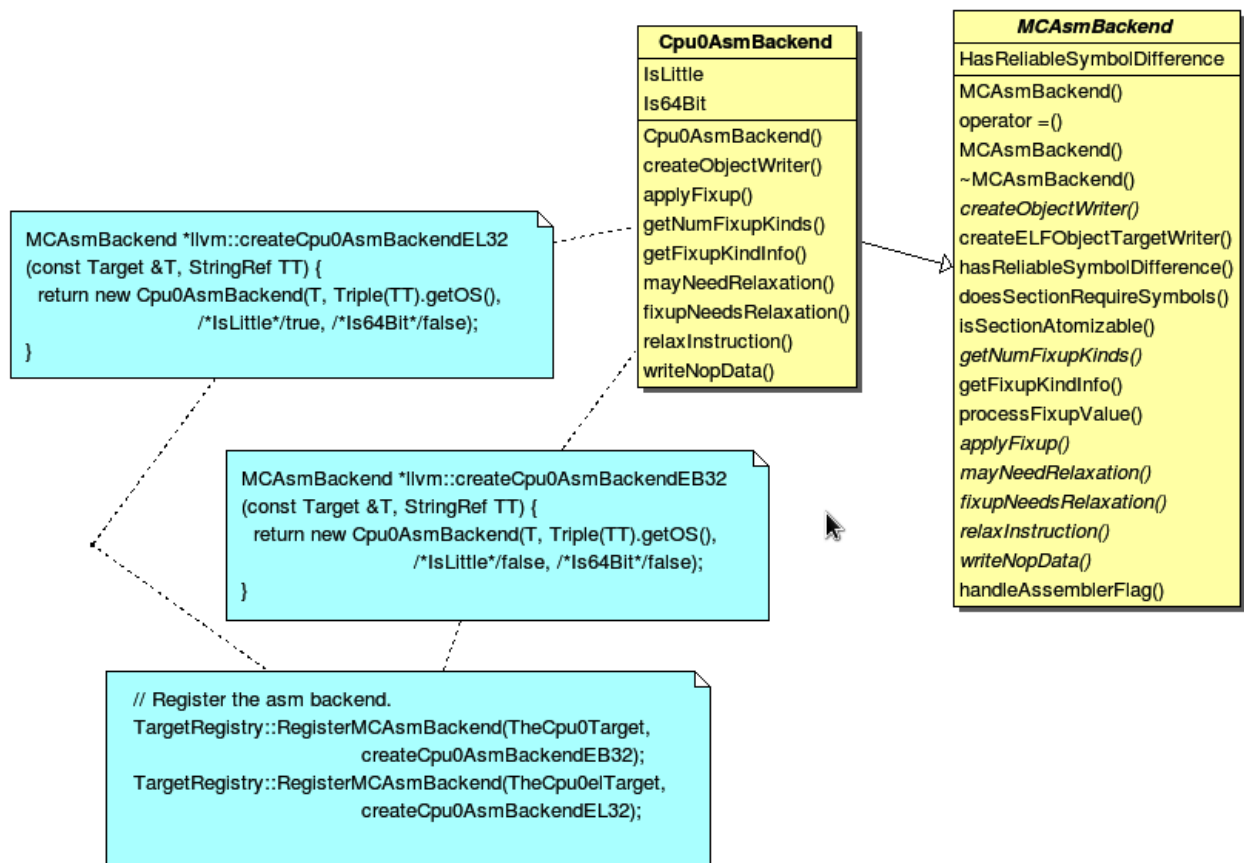 Cpu0AsmBackend
IsLittle
Is64Bit
Cpu0AsmBackend()
createObjectWriter()
applyFixup()
getNumFixupKinds()
getFixupKindInfo()
mayNeedRelaxation()
fixupNeedsRelaxation()
relaxInstruction()
writeNopData()
MCAsmBackend
HasReliableSymbolDifference
MCAsmBackend()
operator =()
MCAsmBackend()
~MCAsmBackend()
createObjectWriter()
createELFObjectTargetWriter()
hasReliableSymbolDifference()
doesSectionRequireSymbols()
isSectionAtomizable()
getNumFixupKinds()
getFixupKindInfo()
processFixupValue()
applyFixup()
mayNeedRelaxation()
fixupNeedsRelaxation()
relaxInstruction()
writeNopData()
handleAssemblerFlag()
MCAsmBackend *llvm::createCpu0AsmBackendEL32
(const Target &T, StringRef TT) {
return new Cpu0AsmBackend(T, Triple(TT).getOS(),
/*IsLittle*/true, /*Is64Bit*/false);
}
MCAsmBackend *llvm::createCpu0AsmBackendEB32
(const Target &T, StringRef TT) {
return new Cpu0AsmBackend(T, Triple(TT).getOS(),
/*IsLittle*/false, /*Is64Bit*/false);
}
// Register the asm backend.
TargetRegistry::RegisterMCAsmBackend(TheCpu0Target,
createCpu0AsmBackendEB32);
TargetRegistry::RegisterMCAsmBackend(TheCpu0elTarget,
createCpu0AsmBackendEL32);